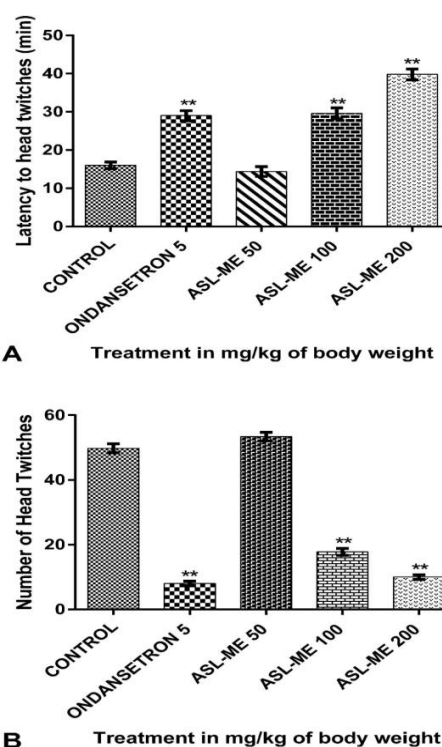 Latency to head twitches (min)
50
40
30
20
10
0
**
**
**
CONTROL
ONDANSETRON 5
ASL-ME 50
ASL-ME 100
ASL-ME 200
A
Treatment in mg/kg of body weight
Number of Head Twitches
60
40
20
0
**
**
**
CONTROL
ONDANSETRON 5
ASL-ME 50
ASL-ME 100
ASL-ME 200
B
Treatment in mg/kg of body weight